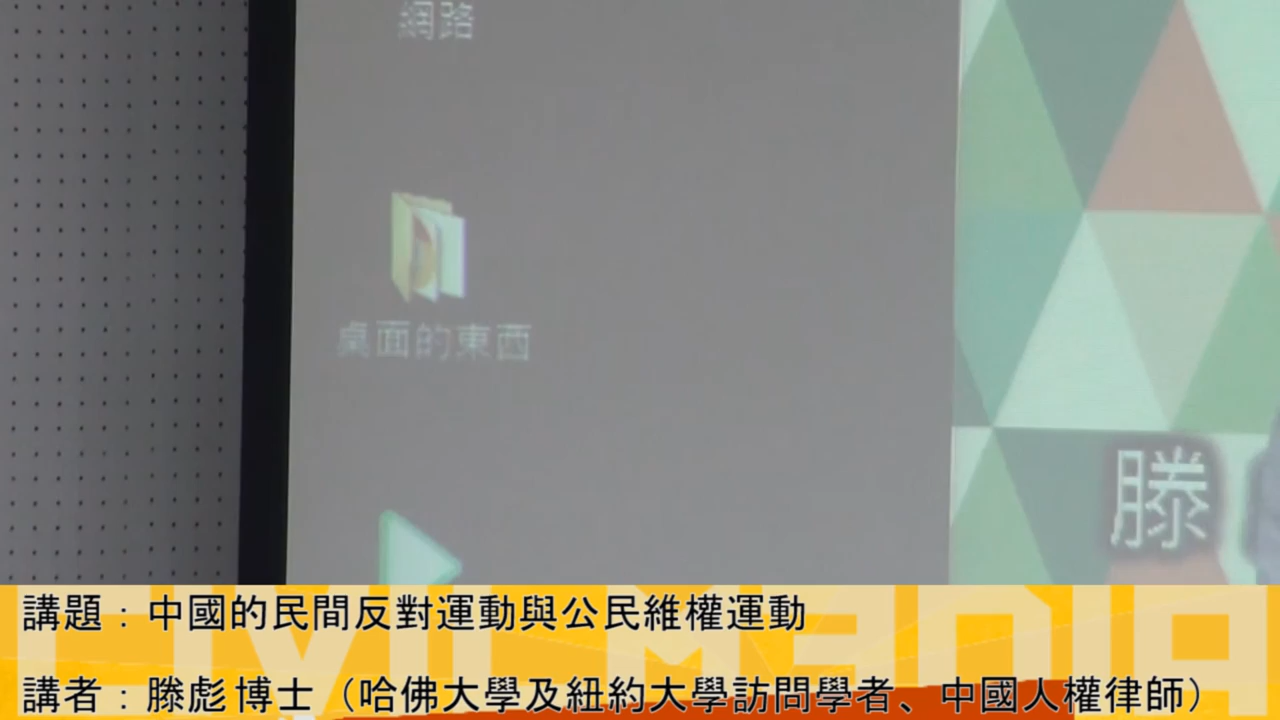 網路
桌面的東西
滕
講題：中國的民間反對運動與公民維權運動
講者：滕彪 博士（哈佛大學及紐約大學訪問學者、中國人權律師）
CIVIC MANIA